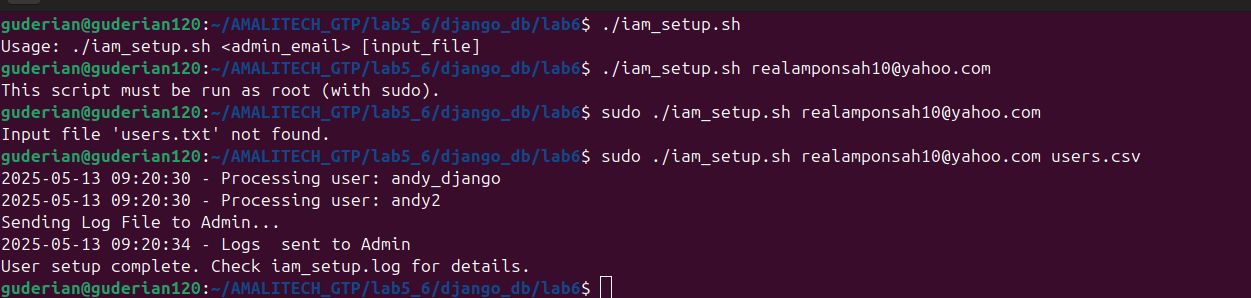 guderian@guderian120:~/AMALITECH_GTP/lab5_6/django_db/lab6$ ./iam_setup.sh
Usage: ./iam_setup.sh <admin_email> [input_file]
guderian@guderian120:~/AMALITECH_GTP/lab5_6/django_db/lab6$ ./iam_setup.sh realamponsah10@yahoo.com
This script must be run as root (with sudo).
guderian@guderian120:~/AMALITECH_GTP/lab5_6/django_db/lab6$ sudo ./iam_setup.sh realamponsah10@yahoo.com
Input file 'users.txt' not found.
guderian@guderian120:~/AMALITECH_GTP/lab5_6/django_db/lab6$ sudo ./iam_setup.sh realamponsah10@yahoo.com users.csv
2025-05-13 09:20:30 - Processing user: andy_django
2025-05-13 09:20:30 - Processing user: andy2
Sending Log File to Admin...
2025-05-13 09:20:34 - Logs  sent to Admin
User setup complete. Check iam_setup.log for details.
guderian@guderian120:~/AMALITECH_GTP/lab5_6/django_db/lab6$